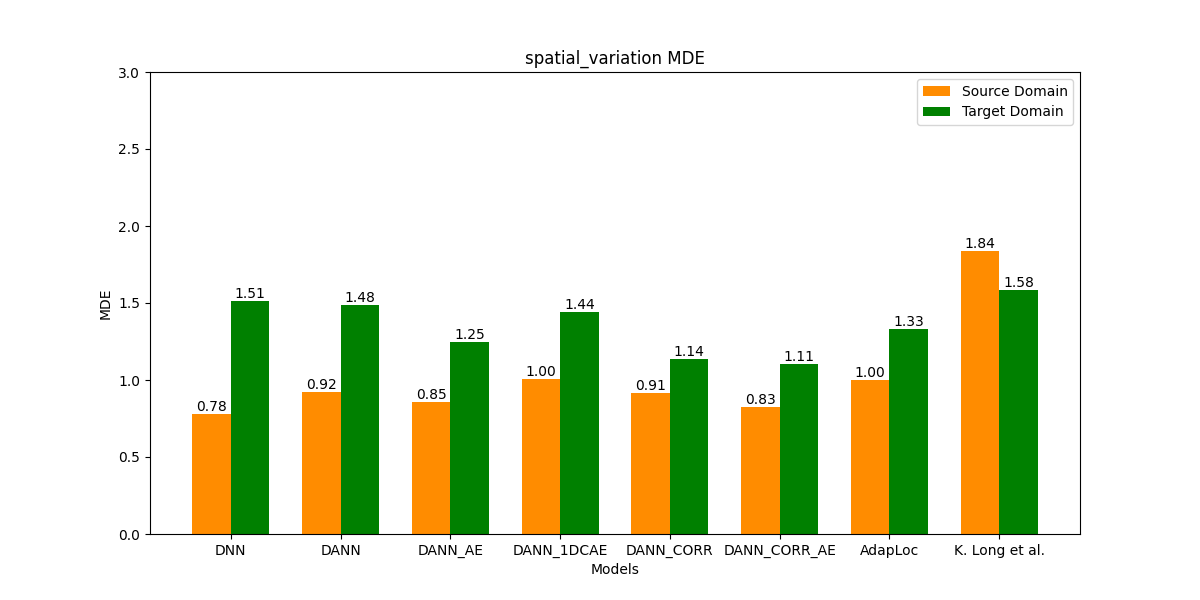 spatial_variation MDE
3.0
2.5
2.0
1.5
1.0
0.5
0.0
MDE
Source Domain
Target Domain
0.78
1.51
0.92
1.48
0.85
1.25
1.00
1.44
0.91
1.14
0.83
1.11
1.00
1.33
1.84
1.58
DNN
DANN
DANN_AE
DANN_1DCAE
DANN_CORR
DANN_CORR_AE
AdapLoc
K. Long et al.
Models